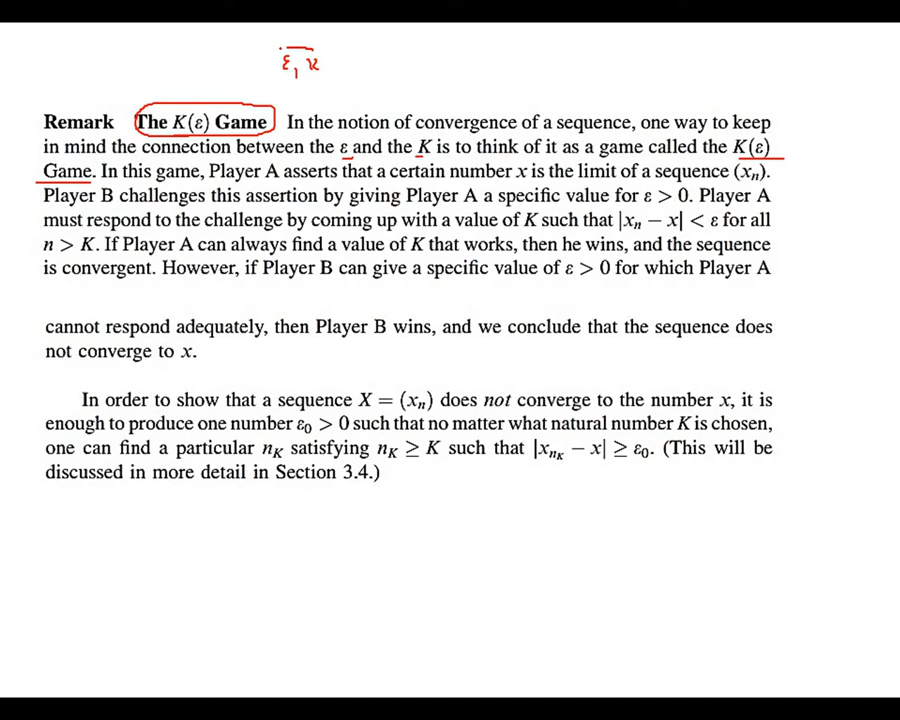 ε, K
Remark The K(ε) Game In the notion of convergence of a sequence, one way to keep
in mind the connection between the ε and the K is to think of it as a game called the K(ε)
Game. In this game, Player A asserts that a certain number x is the limit of a sequence (xₙ).
Player B challenges this assertion by giving Player A a specific value for ε > 0. Player A
must respond to the challenge by coming up with a value of K such that |xₙ − x| < ε for all
n > K. If Player A can always find a value of K that works, then he wins, and the sequence
is convergent. However, if Player B can give a specific value of ε > 0 for which Player A
cannot respond adequately, then Player B wins, and we conclude that the sequence does
not converge to x.
In order to show that a sequence X = (xₙ) does not converge to the number x, it is
enough to produce one number ε₀ > 0 such that no matter what natural number K is chosen,
one can find a particular n_K satisfying n_K ≥ K such that |x_{n_K} − x| ≥ ε₀. (This will be
discussed in more detail in Section 3.4.)